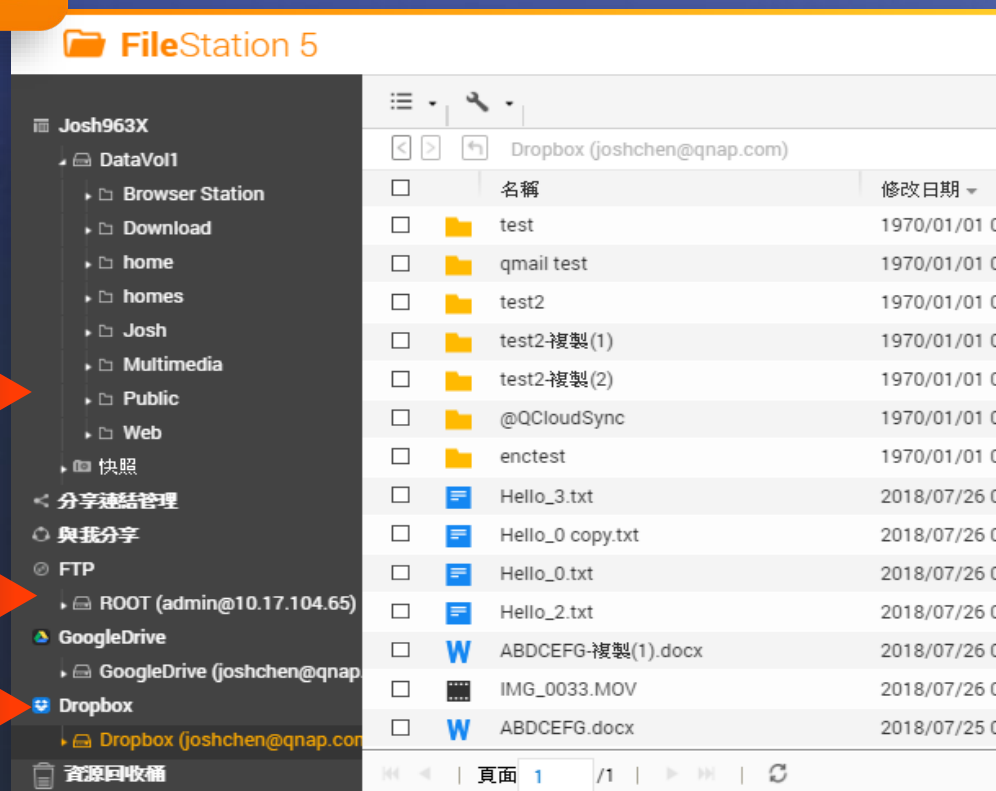 FileStation 5
Josh963X
DataVol1
Browser Station
Download
home
homes
Josh
Multimedia
Public
Web
快照
分享連結管理
與我分享
FTP
ROOT (admin@10.17.104.65)
GoogleDrive
GoogleDrive (joshchen@qnap.
Dropbox
Dropbox (joshchen@qnap.con
資源回收桶
Dropbox (joshchen@qnap.com)
名稱 修改日期
test 1970/01/01 0
qmail test 1970/01/01 0
test2 1970/01/01 0
test2-複製(1) 1970/01/01 0
test2-複製(2) 1970/01/01 0
@QCloudSync 1970/01/01 0
enctest 1970/01/01 0
Hello_3.txt 2018/07/26 0
Hello_0 copy.txt 2018/07/26 0
Hello_0.txt 2018/07/26 0
Hello_2.txt 2018/07/26 0
ABDCEFG-複製(1).docx 2018/07/26 0
IMG_0033.MOV 2018/07/26 0
ABDCEFG.docx 2018/07/25 0
頁面 1 /1